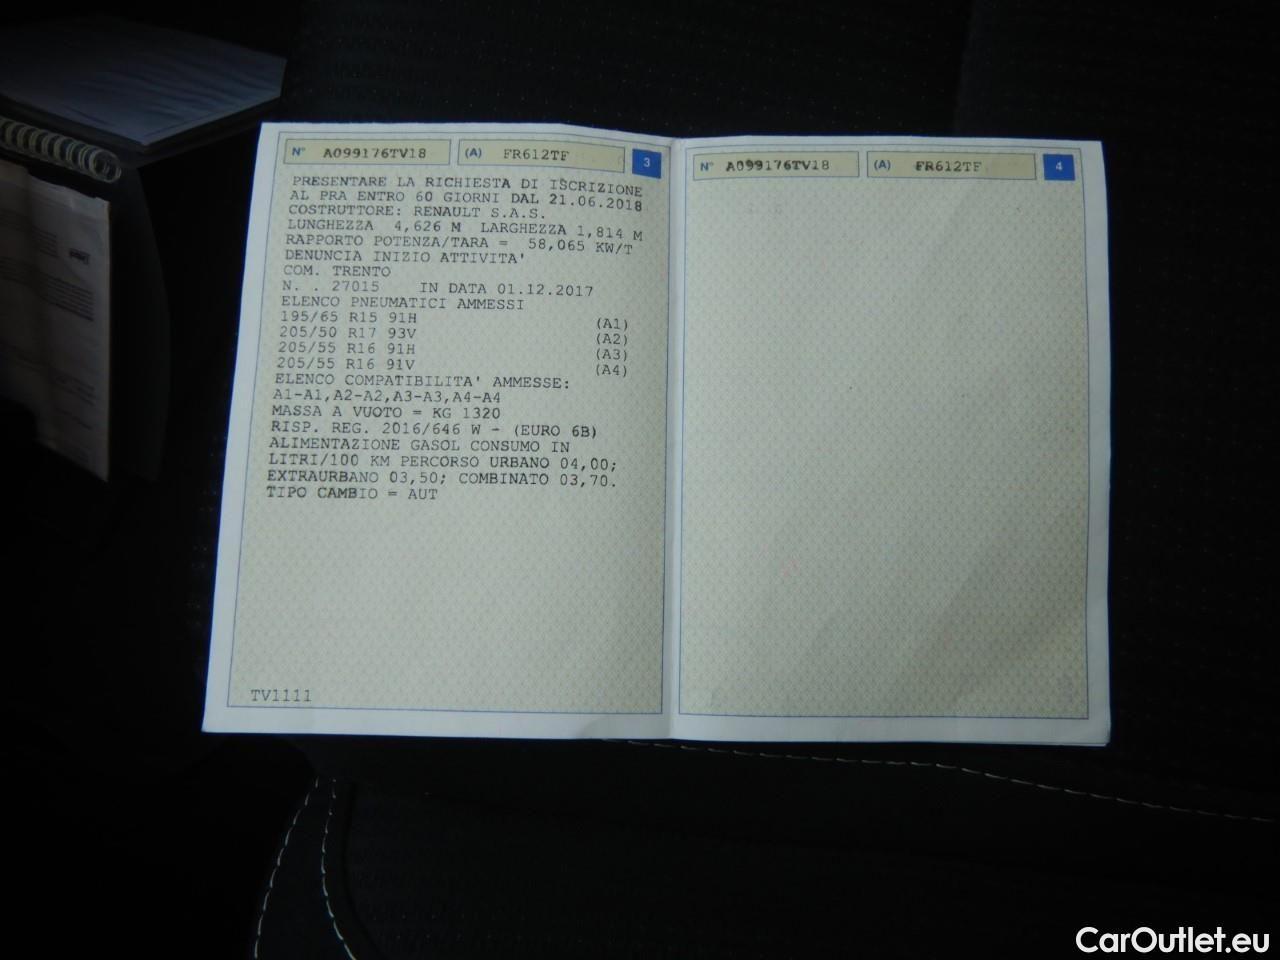 N° A099176TV18 (A) FR612TF 3
PRESENTARE LA RICHIESTA DI ISCRIZIONE
AL PRA ENTRO 60 GIORNI DAL 21.06.2018
COSTRUTTORE: RENAULT S.A.S.
LUNGHEZZA 4,626 M LARGHEZZA 1,814 M
RAPPORTO POTENZA/TARA = 58,065 KW/T
DENUNCIA INIZIO ATTIVITA'
COM. TRENTO
N. . 27015 IN DATA 01.12.2017
ELENCO PNEUMATICI AMMESSI
195/65 R15 91H (A1)
205/50 R17 93V (A2)
205/55 R16 91H (A3)
205/55 R16 91V (A4)
ELENCO COMPATIBILITA' AMMESSE:
A1-A1,A2-A2,A3-A3,A4-A4
MASSA A VUOTO = KG 1320
RISP. REG. 2016/646 W - (EURO 6B)
ALIMENTAZIONE GASOL CONSUMO IN
LITRI/100 KM PERCORSO URBANO 04,00;
EXTRAURBANO 03,50; COMBINATO 03,70.
TIPO CAMBIO = AUT
TV1111
N° A099176TV18 (A) FR612TF 4
CarOutlet.eu